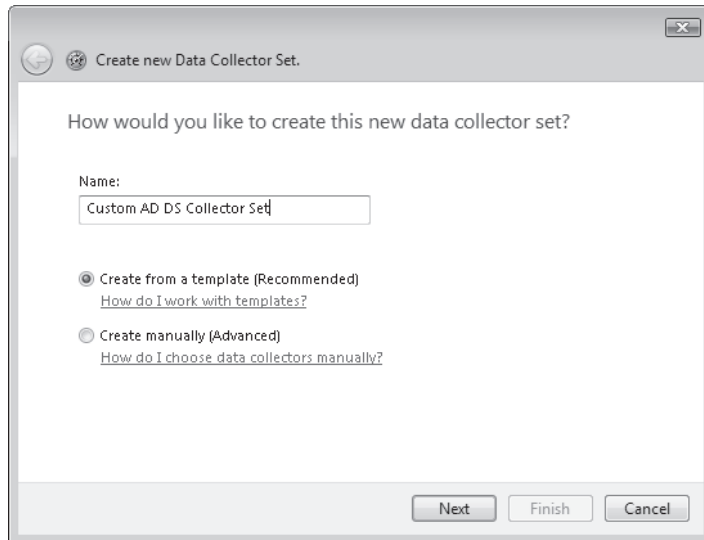 Create new Data Collector Set.
How would you like to create this new data collector set?
Name:
Custom AD DS Collector Set
Create from a template (Recommended)
How do I work with templates?
Create manually (Advanced)
How do I choose data collectors manually?
Next
Finish
Cancel